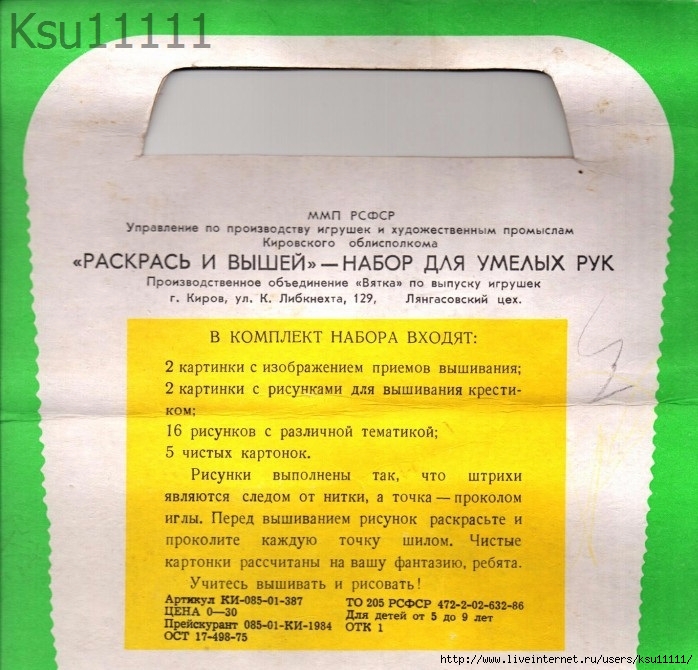 Ksu11111
ММП РСФСР
Управление по производству игрушек и художественным промыслам
Кировского облисполкома
«РАСКРАСЬ И ВЫШЕЙ» — НАБОР ДЛЯ УМЕЛЫХ РУК
Производственное объединение «Вятка» по выпуску игрушек
г. Киров, ул. К. Либкнехта, 129, Лянгасовский цех.
В КОМПЛЕКТ НАБОРА ВХОДЯТ:
2 картинки с изображением приемов вышивания;
2 картинки с рисунками для вышивания крести-
ком;
16 рисунков с различной тематикой;
5 чистых картонок.
Рисунки выполнены так, что штрихи
являются следом от нитки, а точка — проколом
иглы. Перед вышиванием рисунок раскрасьте и
проколите каждую точку шилом. Чистые
картонки рассчитаны на вашу фантазию, ребята.
Учитесь вышивать и рисовать!
Артикул КИ-085-01-387 ТО 205 РСФСР 472-2-02-632-86
ЦЕНА 0—30 Для детей от 5 до 9 лет
Прейскурант 085-01-КИ-1984 ОТК 1
ОСТ 17-498-75
http://www.liveinternet.ru/users/ksu11111/